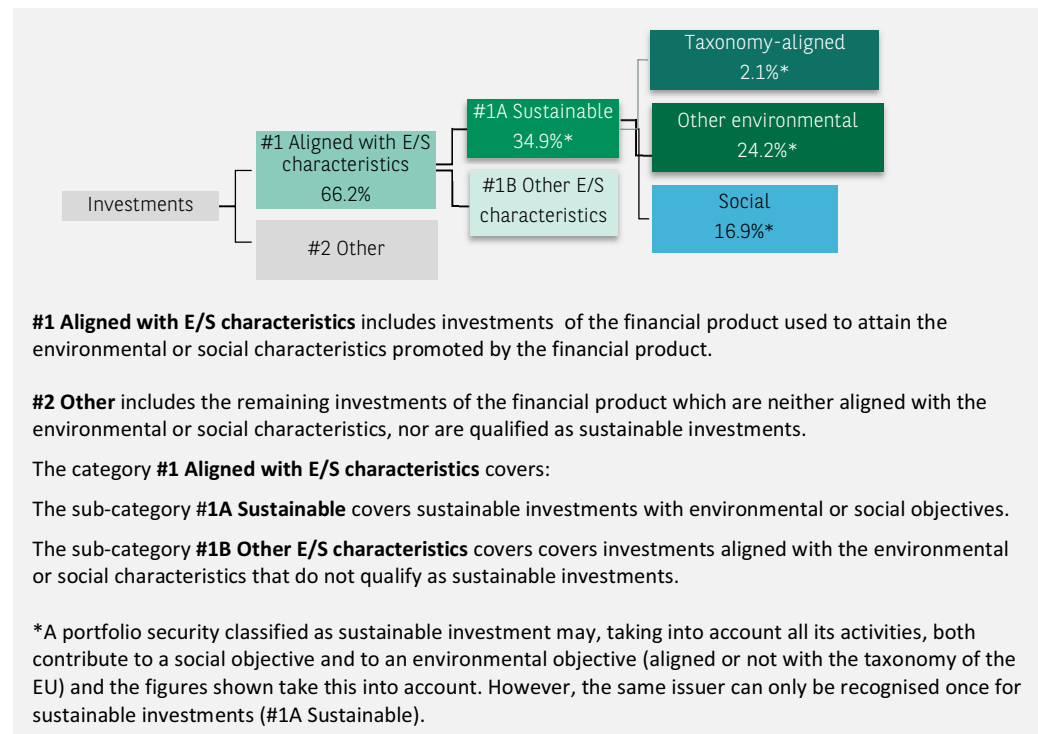 Investments
#1 Aligned with E/S
characteristics
66.2%
#2 Other
#1A Sustainable
34.9%*
#1B Other E/S
characteristics
Taxonomy-aligned
2.1%*
Other environmental
24.2%*
Social
16.9%*
#1 Aligned with E/S characteristics includes investments of the financial product used to attain the
environmental or social characteristics promoted by the financial product.
#2 Other includes the remaining investments of the financial product which are neither aligned with the
environmental or social characteristics, nor are qualified as sustainable investments.
The category #1 Aligned with E/S characteristics covers:
The sub-category #1A Sustainable covers sustainable investments with environmental or social objectives.
The sub-category #1B Other E/S characteristics covers covers investments aligned with the environmental
or social characteristics that do not qualify as sustainable investments.
*A portfolio security classified as sustainable investment may, taking into account all its activities, both
contribute to a social objective and to an environmental objective (aligned or not with the taxonomy of the
EU) and the figures shown take this into account. However, the same issuer can only be recognised once for
sustainable investments (#1A Sustainable).